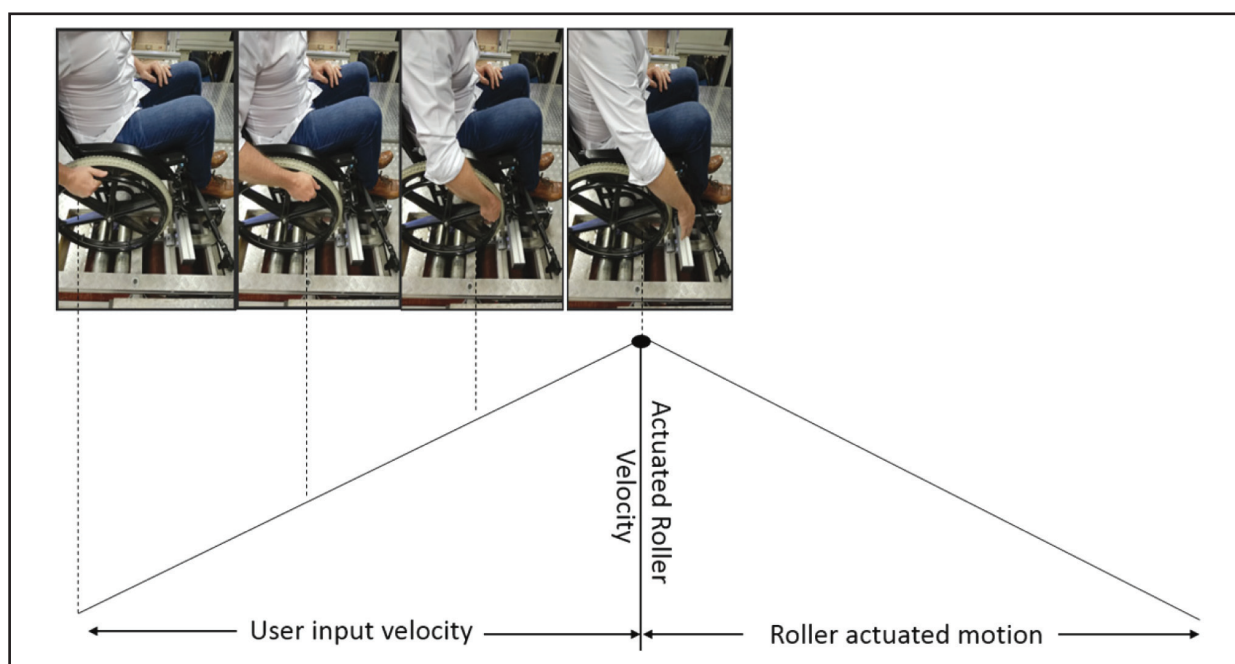 Actuated Roller
Velocity
User input velocity
Roller actuated motion